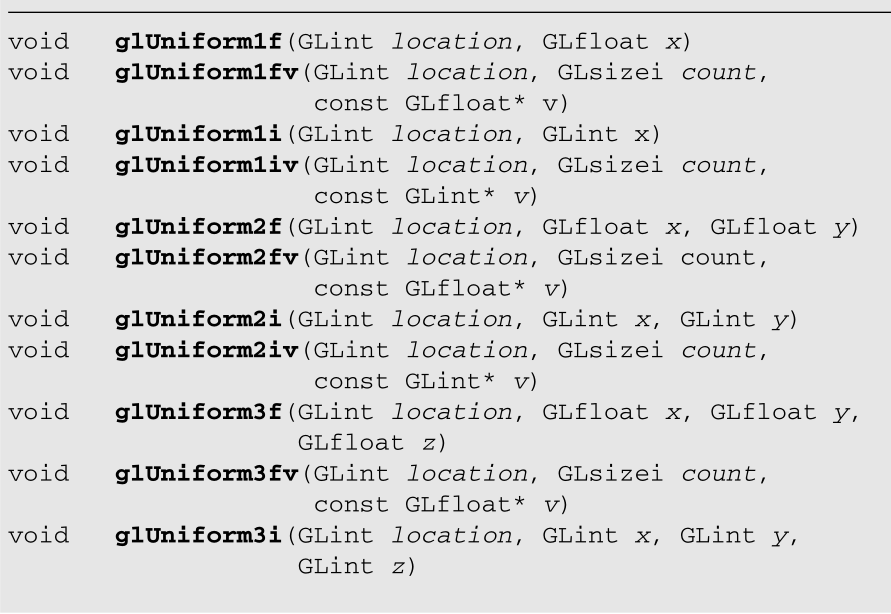 void glUniform1f(GLint location, GLfloat x)
void glUniform1fv(GLint location, GLsizei count,
const GLfloat* v)
void glUniform1i(GLint location, GLint x)
void glUniform1iv(GLint location, GLsizei count,
const GLint* v)
void glUniform2f(GLint location, GLfloat x, GLfloat y)
void glUniform2fv(GLint location, GLsizei count,
const GLfloat* v)
void glUniform2i(GLint location, GLint x, GLint y)
void glUniform2iv(GLint location, GLsizei count,
const GLint* v)
void glUniform3f(GLint location, GLfloat x, GLfloat y,
GLfloat z)
void glUniform3fv(GLint location, GLsizei count,
const GLfloat* v)
void glUniform3i(GLint location, GLint x, GLint y,
GLint z)